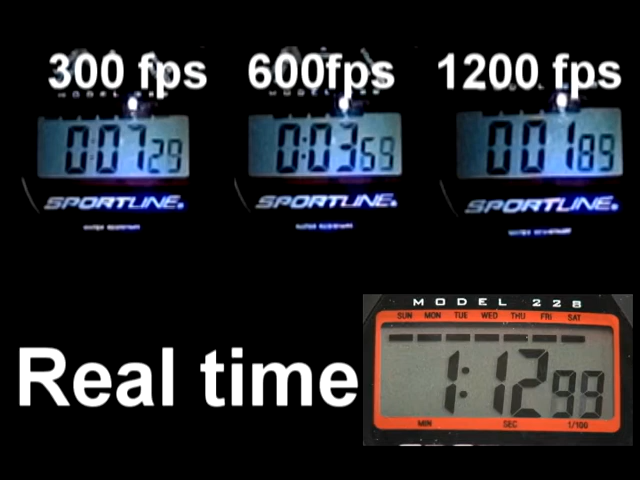 300 fps 600fps 1200 fps
0:07 29 0:03 59 0:01 89
SPORTLINE. SPORTLINE. SPORTLINE.
MODEL 228
SUN MON TUE WED THU FRI SAT
Real time 1:12 99
MIN SEC 1/100